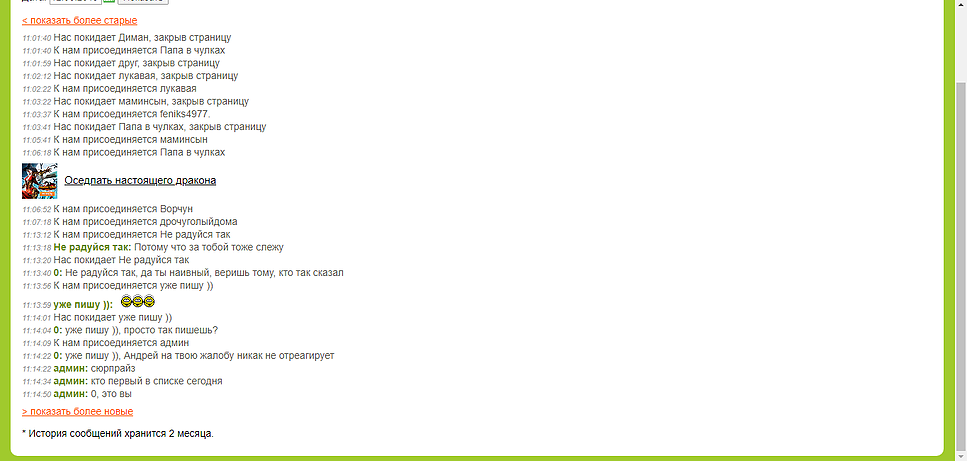 < показать более старые
11:01:40 Нас покидает Диман, закрыв страницу
11:01:40 К нам присоединяется Папа в чулках
11:01:59 Нас покидает друг, закрыв страницу
11:02:12 Нас покидает лукавая, закрыв страницу
11:02:22 К нам присоединяется лукавая
11:03:22 Нас покидает маминсын, закрыв страницу
11:03:37 К нам присоединяется feniks4977.
11:03:41 Нас покидает Папа в чулках, закрыв страницу
11:05:41 К нам присоединяется маминсын
11:06:18 К нам присоединяется Папа в чулках
Оседлать настоящего дракона
11:06:52 К нам присоединяется Ворчун
11:07:18 К нам присоединяется дрочуголыйдома
11:13:12 К нам присоединяется Не радуйся так
11:13:18 Не радуйся так: Потому что за тобой тоже слежу
11:13:20 Нас покидает Не радуйся так
11:13:40 0: Не радуйся так, да ты наивный, веришь тому, кто так сказал
11:13:56 К нам присоединяется уже пишу ))
11:13:59 уже пишу )):
11:14:01 Нас покидает уже пишу ))
11:14:04 0: уже пишу )), просто так пишешь?
11:14:09 К нам присоединяется админ
11:14:22 0: уже пишу )), Андрей на твою жалобу никак не отреагирует
11:14:22 админ: сюрпрайз
11:14:34 админ: кто первый в списке сегодня
11:14:50 админ: 0, это вы
> показать более новые
* История сообщений хранится 2 месяца.